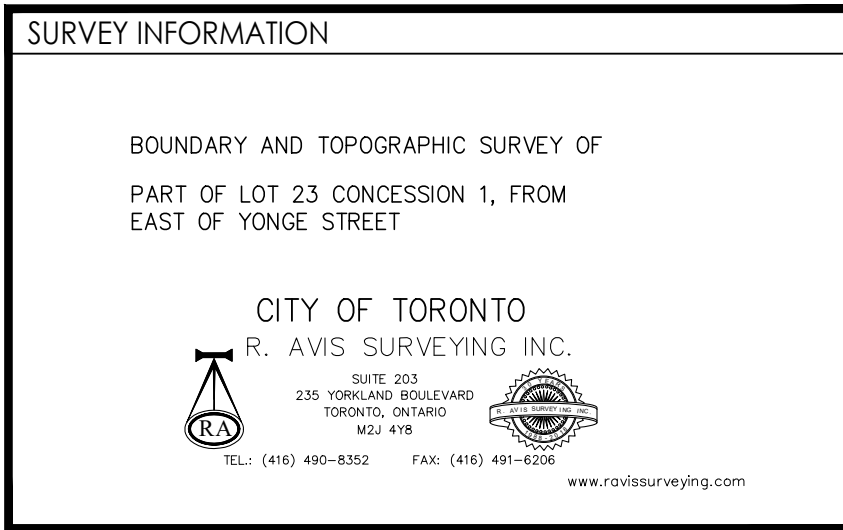 SURVEY INFORMATION
BOUNDARY AND TOPOGRAPHIC SURVEY OF
PART OF LOT 23 CONCESSION 1, FROM
EAST OF YONGE STREET
CITY OF TORONTO
R. AVIS SURVEYING INC.
SUITE 203
235 YORKLAND BOULEVARD
TORONTO, ONTARIO
M2J 4Y8
RA
30 YEARS
R. AVIS SURVEYING INC.
TEL.: (416) 490-8352 FAX: (416) 491-6206
www.ravissurveying.com